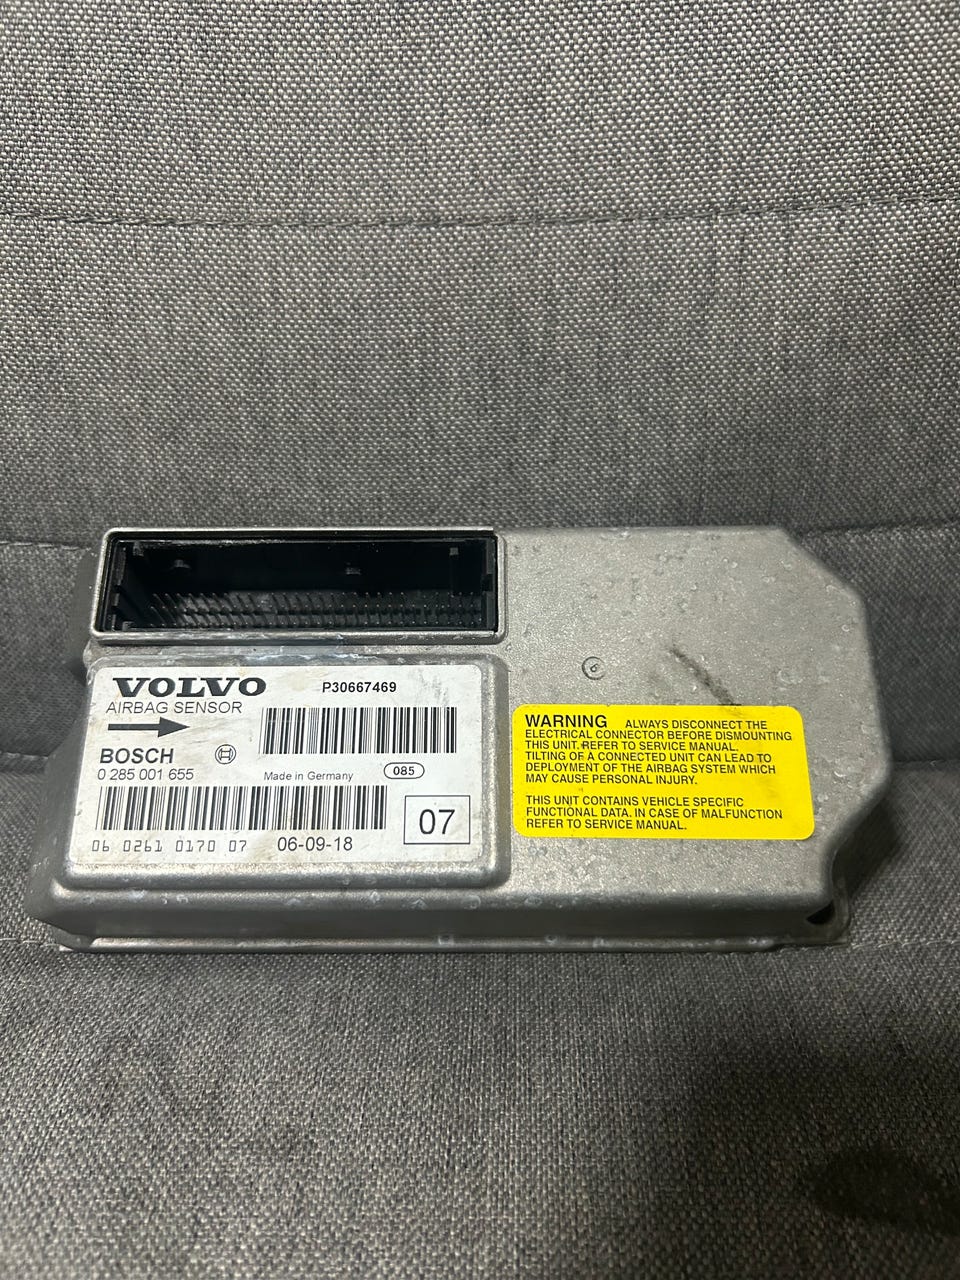 VOLVO
P30667469
AIRBAG SENSOR
BOSCH
0 285 001 655
Made in Germany
085
07
06 0261 0170 07
06-09-18
6
WARNING ALWAYS DISCONNECT THE
ELECTRICAL CONNECTOR BEFORE DISMOUNTING
THIS UNIT. REFER TO SERVICE MANUAL.
TILTING OF A CONNECTED UNIT CAN LEAD TO
DEPLOYMENT OF THE AIRBAG SYSTEM WHICH
MAY CAUSE PERSONAL INJURY.
THIS UNIT CONTAINS VEHICLE SPECIFIC
FUNCTIONAL DATA. IN CASE OF MALFUNCTION
REFER TO SERVICE MANUAL.